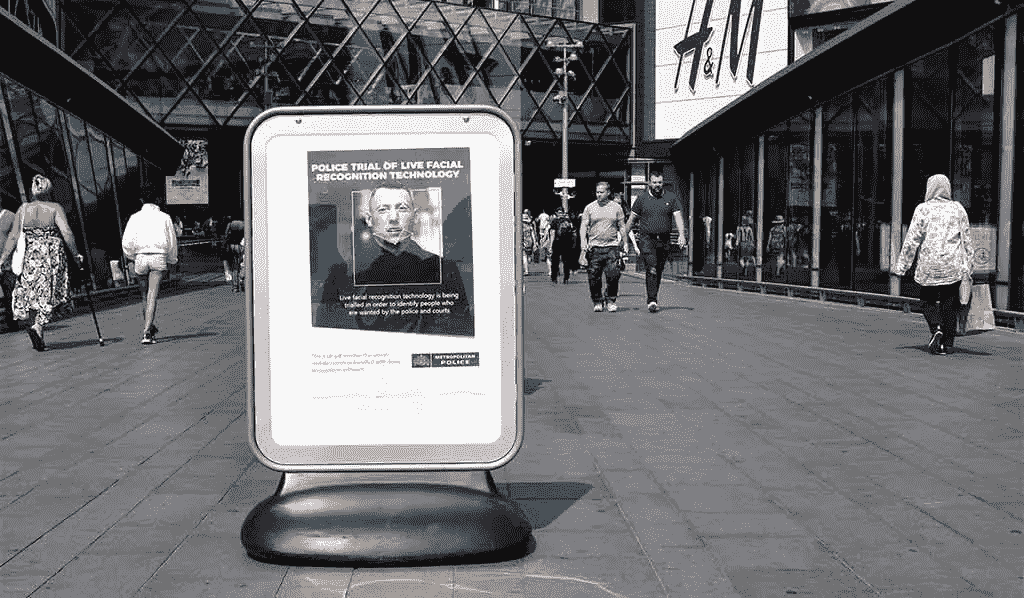 H&M
POLICE TRIAL OF LIVE FACIAL
RECOGNITION TECHNOLOGY
Live facial recognition technology is being
trialled in order to identify people who
are wanted by the police and courts
METROPOLITAN
POLICE